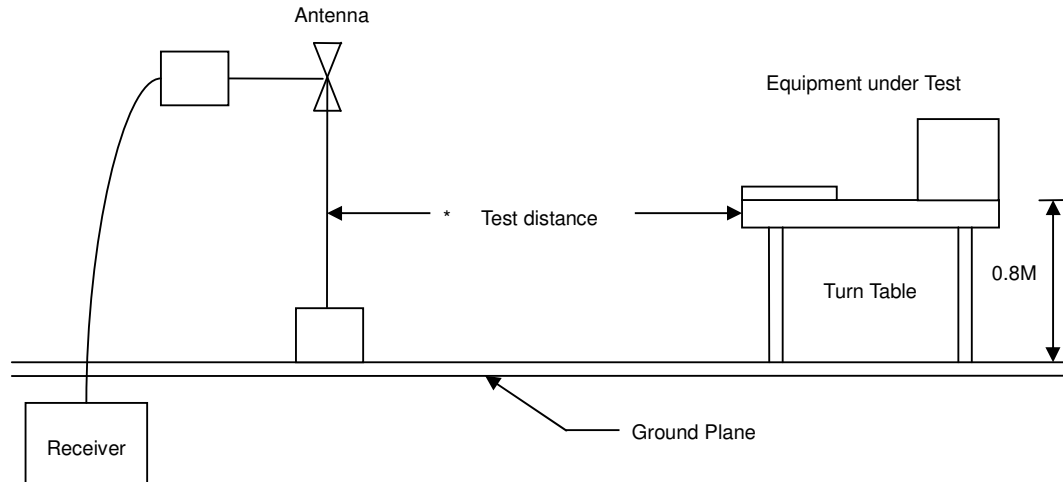 Antenna
Equipment under Test
* Test distance
0.8M
Turn Table
Ground Plane
Receiver